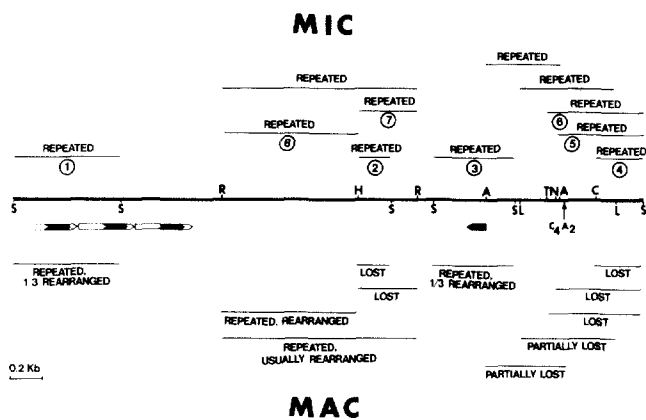 MIC
REPEATED
REPEATED
REPEATED
REPEATED
7
6
REPEATED
REPEATED
8
5
REPEATED
REPEATED
REPEATED
REPEATED
1
2
3
4
R H R A TN A C
S S S S SL L S
C4A2
REPEATED,
1 3 REARRANGED
LOST
REPEATED,
1/3 REARRANGED
LOST
LOST
LOST
REPEATED, REARRANGED
LOST
REPEATED,
USUALLY REARRANGED
PARTIALLY LOST
PARTIALLY LOST
0.2 Kb
MAC